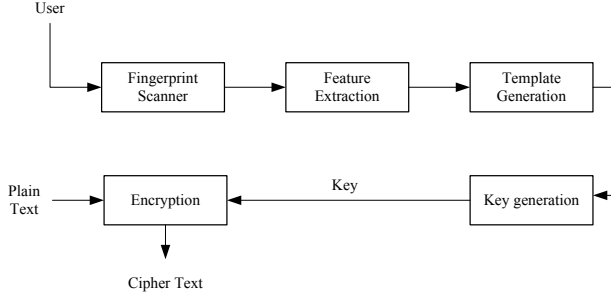 User
Fingerprint
Scanner
Feature
Extraction
Template
Generation
Plain
Text
Encryption
Key
Key generation
Cipher Text